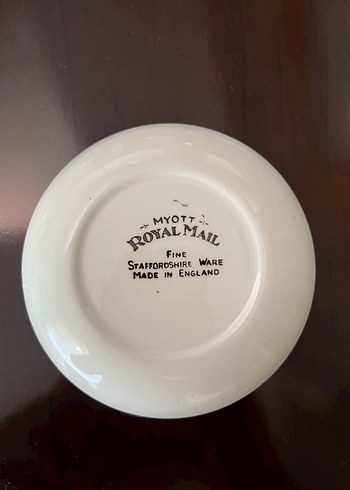 MYOTT
ROYAL MAIL
FINE
STAFFORDSHIRE WARE
MADE IN ENGLAND